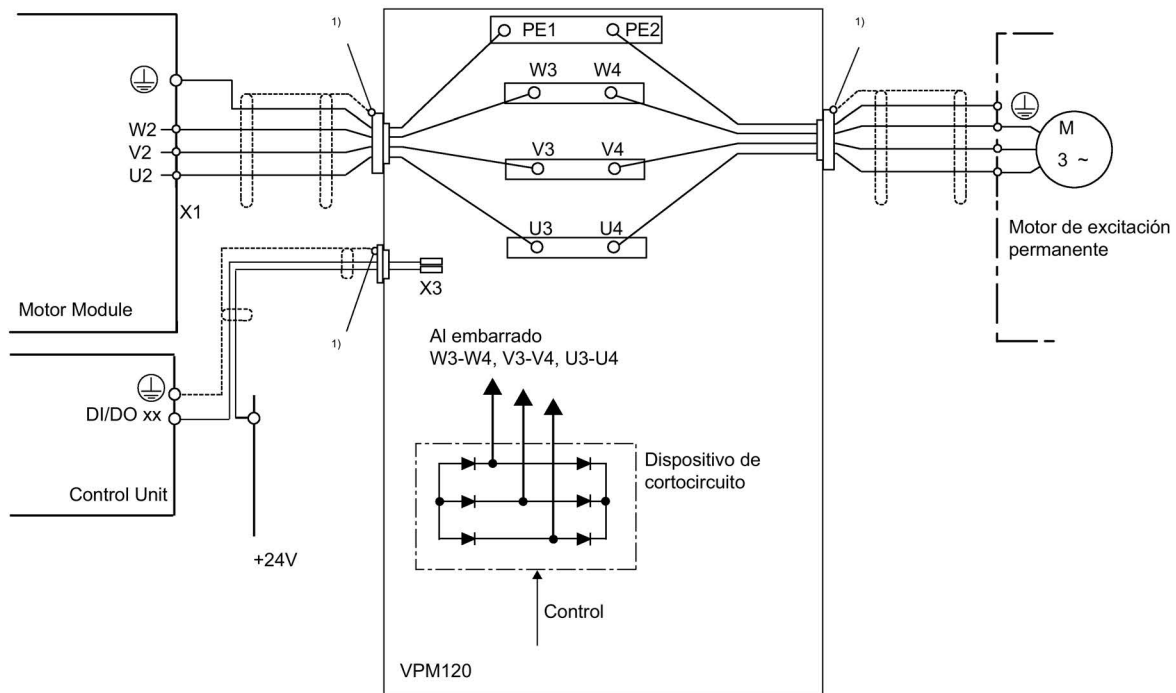 1)
1)
PE1
PE2
W3
W4
W2
V2
U2
X1
V3
V4
M
3 ~
U3
U4
Motor de excitación
permanente
X3
Motor Module
1)
Al embarrado
W3-W4, V3-V4, U3-U4
DI/DO xx
Dispositivo de
cortocircuito
Control Unit
+24V
Control
VPM120